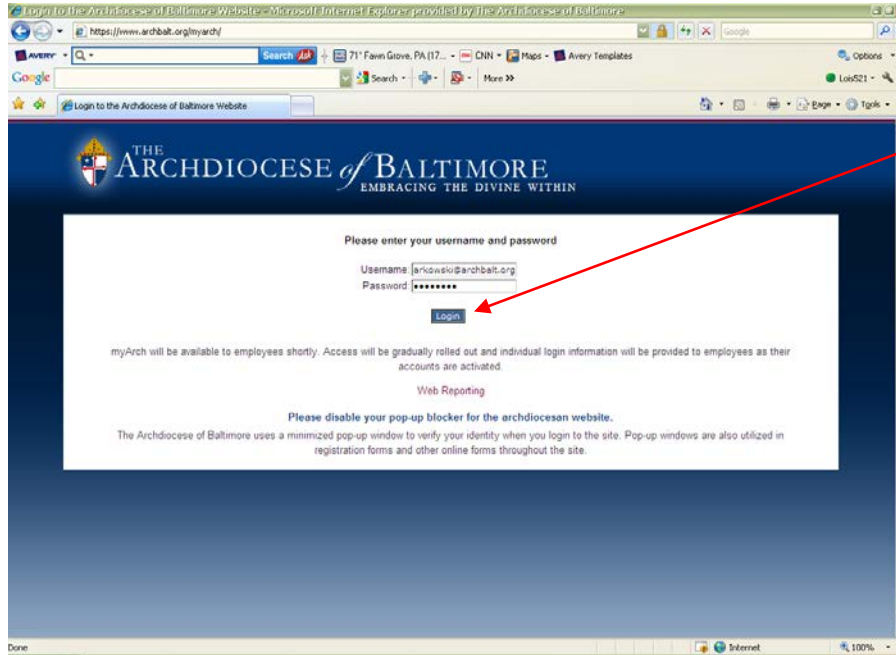 Login to the Archdiocese of Baltimore Website - Microsoft Internet Explorer provided by The Archdiocese of Baltimore
https://www.archbalt.org/myarch/
Google
AVERY
Search
71° Fawn Grove, PA (17...
CNN
Maps
Avery Templates
Options
Google
Search
More »
Lois521
Login to the Archdiocese of Baltimore Website
Page
Tools
THE
ARCHDIOCESE of BALTIMORE
EMBRACING THE DIVINE WITHIN
Please enter your username and password
Username: arkowski@archbalt.org
Password: ••••••••
Login
myArch will be available to employees shortly. Access will be gradually rolled out and individual login information will be provided to employees as their
accounts are activated.
Web Reporting
Please disable your pop-up blocker for the archdiocesan website.
The Archdiocese of Baltimore uses a minimized pop-up window to verify your identity when you login to the site. Pop-up windows are also utilized in
registration forms and other online forms throughout the site.
Done
Internet
100%